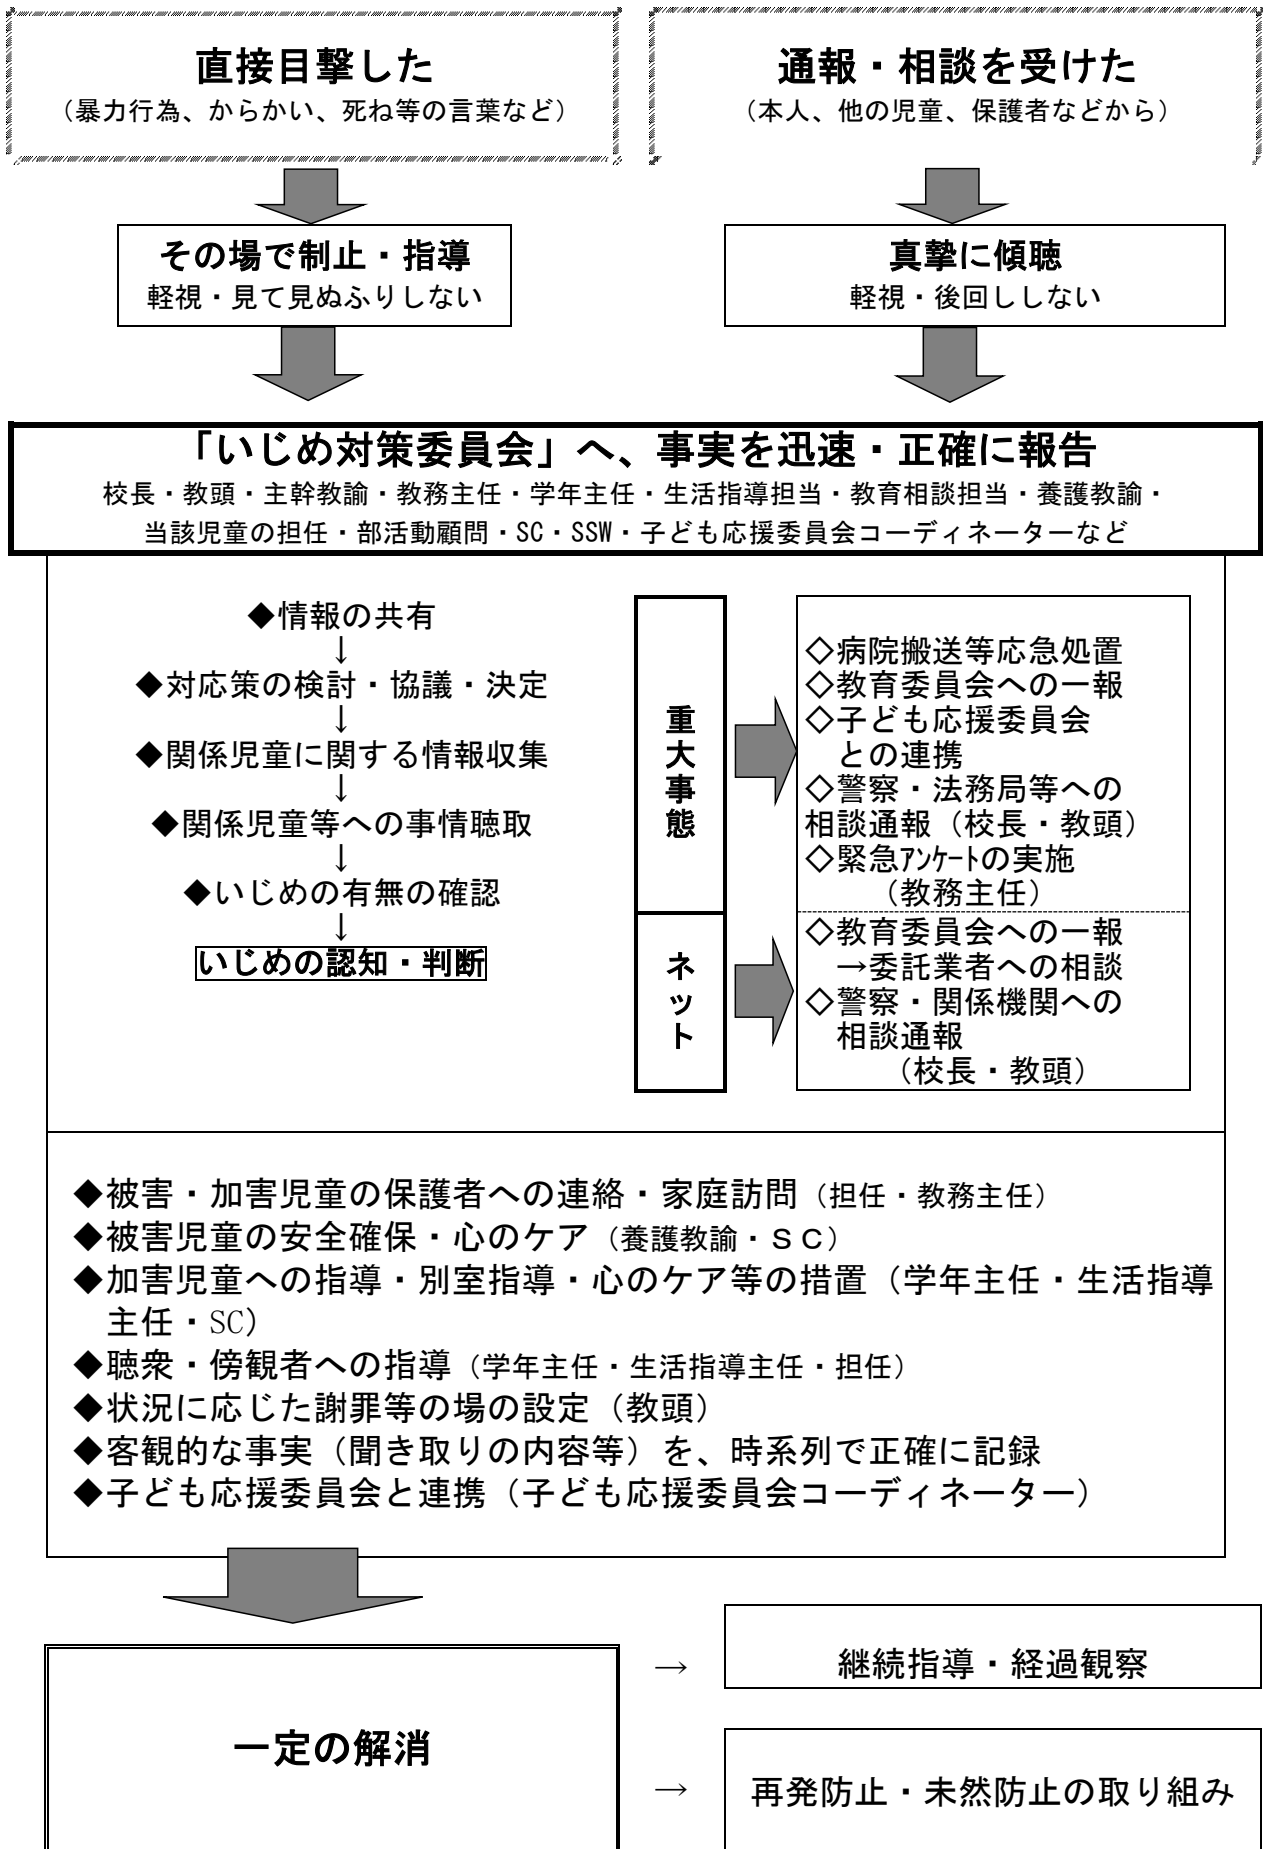 直接目撃した
（暴力行為、からかい、死ね等の言葉など）
通報・相談を受けた
（本人、他の児童、保護者などから）
その場で制止・指導
軽視・見て見ぬふりしない
真摯に傾聴
軽視・後回ししない
「いじめ対策委員会」へ、事実を迅速・正確に報告
校長・教頭・主幹教諭・教務主任・学年主任・生活指導担当・教育相談担当・養護教諭・
当該児童の担任・部活動顧問・SC・SSW・子ども応援委員会コーディネーターなど
◆情報の共有
↓
◆対応策の検討・協議・決定
↓
◆関係児童に関する情報収集
↓
◆関係児童等への事情聴取
↓
◆いじめの有無の確認
↓
いじめの認知・判断
重大事態
◇病院搬送等応急処置
◇教育委員会への一報
◇子ども応援委員会
との連携
◇警察・法務局等への
相談通報（校長・教頭）
◇緊急ｱﾝｹｰﾄの実施
（教務主任）
ネット
◇教育委員会への一報
→委託業者への相談
◇警察・関係機関への
相談通報
（校長・教頭）
◆被害・加害児童の保護者への連絡・家庭訪問（担任・教務主任）
◆被害児童の安全確保・心のケア（養護教諭・ＳＣ）
◆加害児童への指導・別室指導・心のケア等の措置（学年主任・生活指導
主任・SC）
◆聴衆・傍観者への指導（学年主任・生活指導主任・担任）
◆状況に応じた謝罪等の場の設定（教頭）
◆客観的な事実（聞き取りの内容等）を、時系列で正確に記録
◆子ども応援委員会と連携（子ども応援委員会コーディネーター）
一定の解消
→
継続指導・経過観察
→
再発防止・未然防止の取り組み